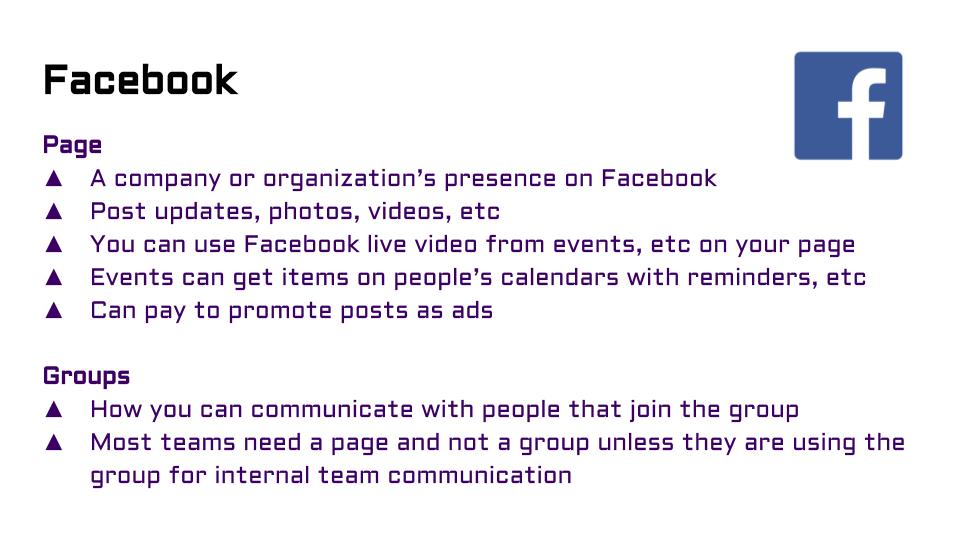 Facebook
f
Page
▲ A company or organization’s presence on Facebook
▲ Post updates, photos, videos, etc
▲ You can use Facebook live video from events, etc on your page
▲ Events can get items on people’s calendars with reminders, etc
▲ Can pay to promote posts as ads
Groups
▲ How you can communicate with people that join the group
▲ Most teams need a page and not a group unless they are using the
group for internal team communication